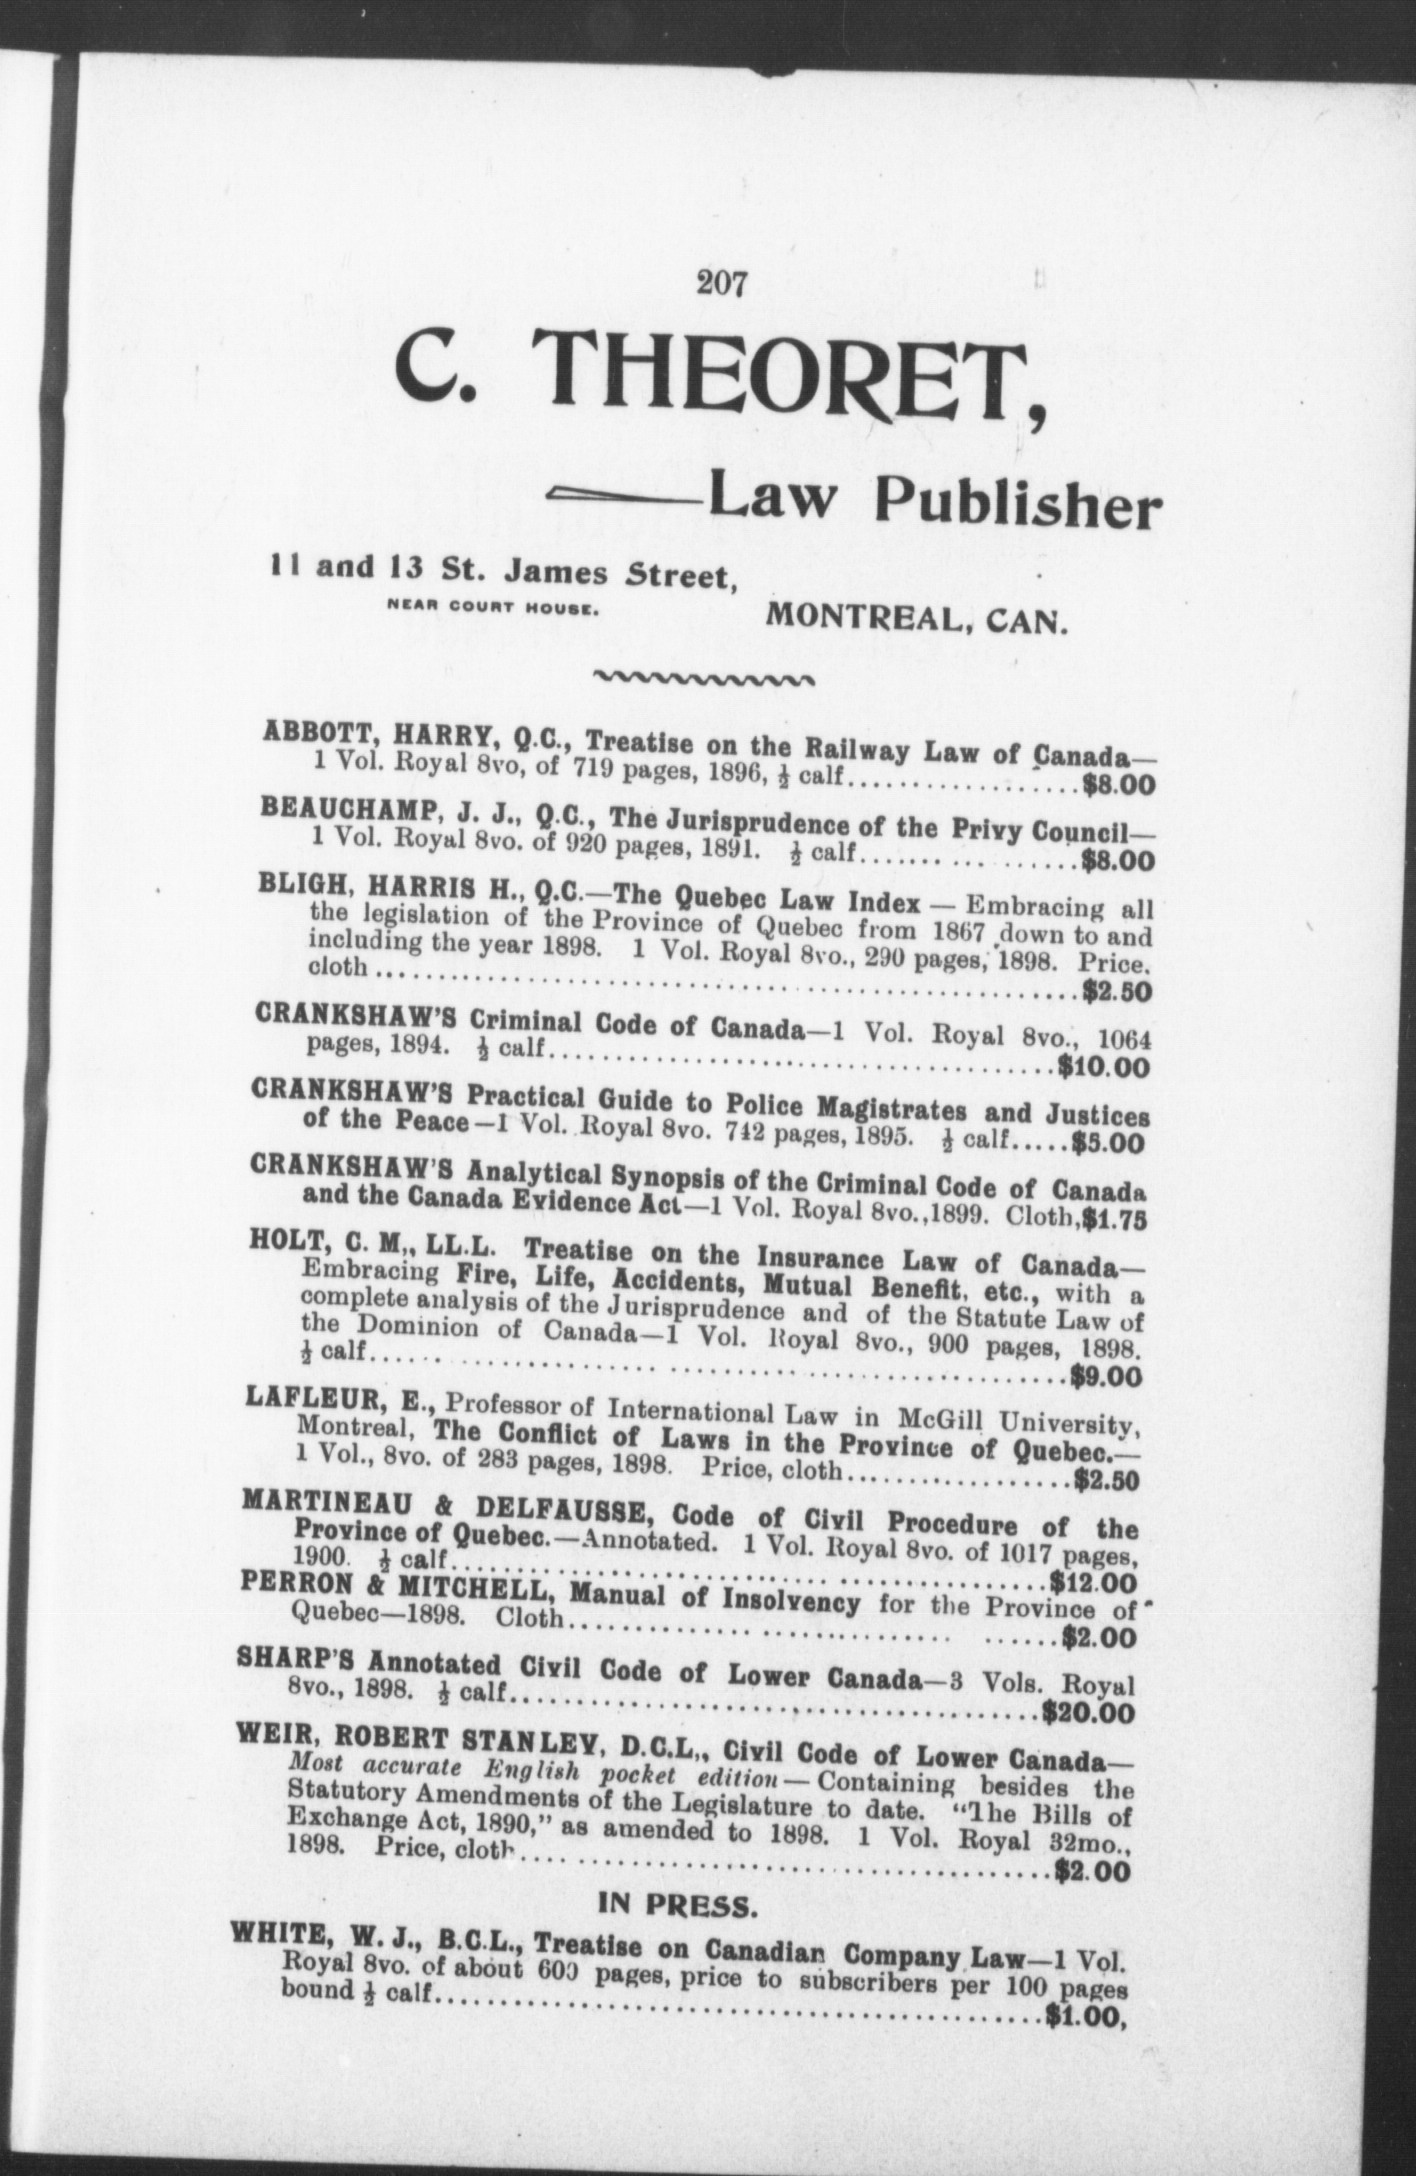 207
C. THEORET,
Law Publisher
11 and 13 St. James Street,
NEAR COURT HOUSE.
MONTREAL, CAN.
ABBOTT, HARRY, Q.C., Treatise on the Railway Law of Canada—
1 Vol. Royal 8vo, of 719 pages, 1896, ½ calf..................$8.00
BEAUCHAMP, J. J., Q.C., The Jurisprudence of the Privy Council—
1 Vol. Royal 8vo. of 920 pages, 1891. ½ calf....... ... .......$8.00
BLIGH, HARRIS H., Q.C.—The Quebec Law Index — Embracing all
the legislation of the Province of Quebec from 1867 down to and
including the year 1898. 1 Vol. Royal 8vo., 290 pages, 1898. Price.
cloth ......................................................$2.50
CRANKSHAW'S Criminal Code of Canada—1 Vol. Royal 8vo., 1064
pages, 1894. ½ calf.......................................$10.00
CRANKSHAW'S Practical Guide to Police Magistrates and Justices
of the Peace—1 Vol. Royal 8vo. 742 pages, 1895. ½ calf.....$5.00
CRANKSHAW'S Analytical Synopsis of the Criminal Code of Canada
and the Canada Evidence Act—1 Vol. Royal 8vo.,1899. Cloth,$1.75
HOLT, C. M,, LL.L. Treatise on the Insurance Law of Canada—
Embracing Fire, Life, Accidents, Mutual Benefit, etc., with a
complete analysis of the Jurisprudence and of the Statute Law of
the Dominion of Canada—1 Vol. Royal 8vo., 900 pages, 1898.
½ calf......................................................$9.00
LAFLEUR, E., Professor of International Law in McGill University,
Montreal, The Conflict of Laws in the Province of Quebec.—
1 Vol., 8vo. of 283 pages, 1898. Price, cloth..................$2.50
MARTINEAU & DELFAUSSE, Code of Civil Procedure of the
Province of Quebec.—Annotated. 1 Vol. Royal 8vo. of 1017 pages,
1900. ½ calf..............................................$12.00
PERRON & MITCHELL, Manual of Insolvency for the Province of
Quebec—1898. Cloth............................. ......$2.00
SHARP'S Annotated Civil Code of Lower Canada—3 Vols. Royal
8vo., 1898. ½ calf.........................................$20.00
WEIR, ROBERT STANLEY, D.C.L,, Civil Code of Lower Canada—
Most accurate English pocket edition — Containing besides the
Statutory Amendments of the Legislature to date. "The Bills of
Exchange Act, 1890," as amended to 1898. 1 Vol. Royal 32mo.,
1898. Price, cloth.........................................$2.00
IN PRESS.
WHITE, W. J., B.C.L., Treatise on Canadian Company Law—1 Vol.
Royal 8vo. of about 600 pages, price to subscribers per 100 pages
bound ½ calf...............................................$1.00,